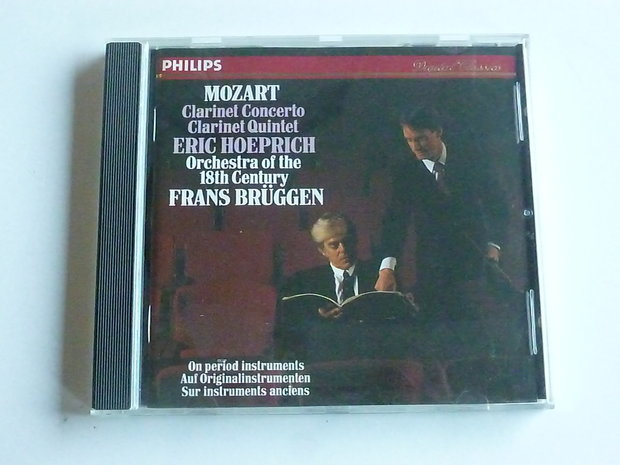 PHILIPS
Digital Classics
MOZART
Clarinet Concerto
Clarinet Quintet
ERIC HOEPRICH
Orchestra of the
18th Century
FRANS BRÜGGEN
On period instruments
Auf Originalinstrumenten
Sur instruments anciens